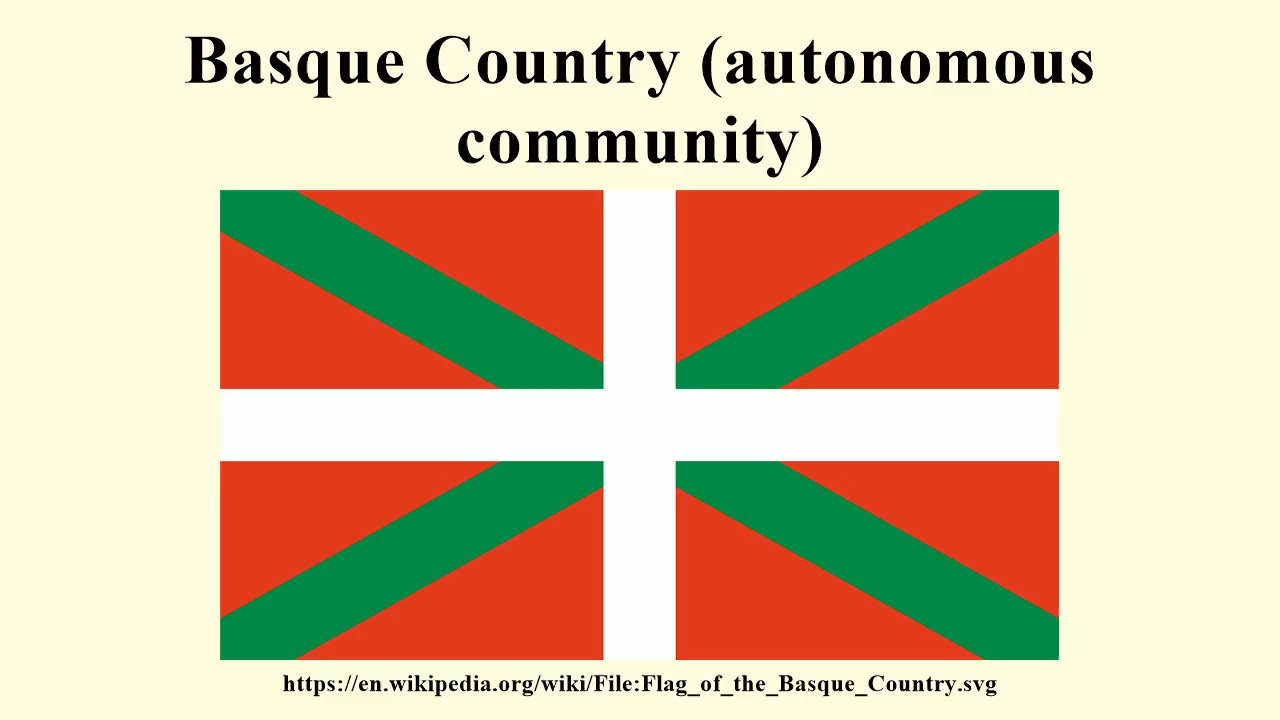 Basque Country (autonomous
community)
https://en.wikipedia.org/wiki/File:Flag_of_the_Basque_Country.svg